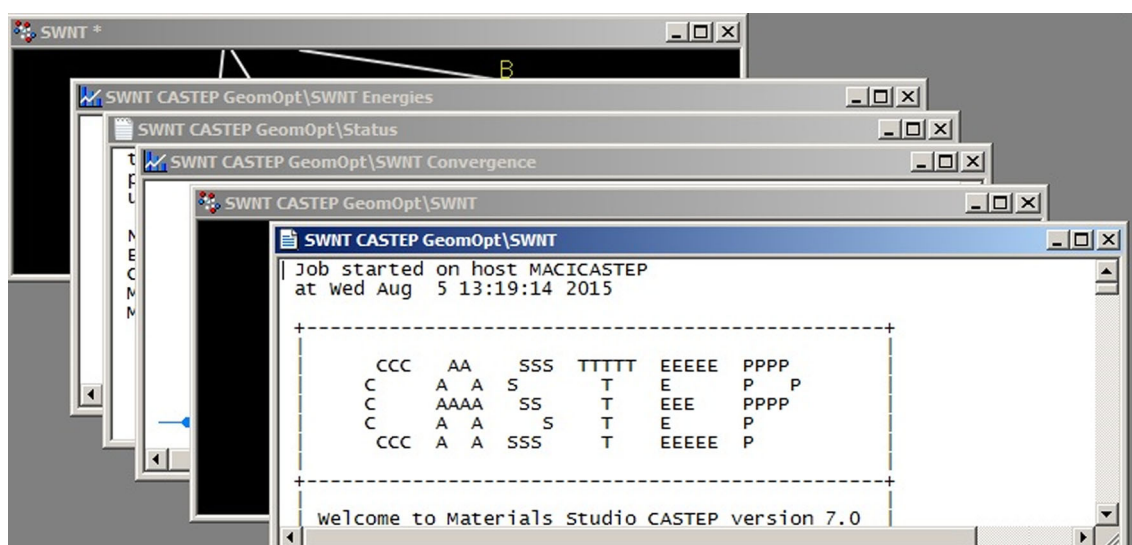 SWNT *
B
SWNT CASTEP GeomOpt\SWNT Energies
SWNT CASTEP GeomOpt\Status
t
SWNT CASTEP GeomOpt\SWNT Convergence
p
u
SWNT CASTEP GeomOpt\SWNT
N
SWNT CASTEP GeomOpt\SWNT
E
C
M
M
Job started on host MACICASTEP
at Wed Aug  5 13:19:14 2015
+-------------------------------------------------+
|       CCC   AA    SSS  TTTTT  EEEEE  PPPP       |
|      C     A  A  S       T    E      P   P      |
|      C     AAAA   SS     T    EEE    PPPP       |
|      C     A  A     S    T    E      P          |
|       CCC  A  A  SSS     T    EEEEE  P          |
+-------------------------------------------------+
| Welcome to Materials Studio CASTEP version 7.0  |